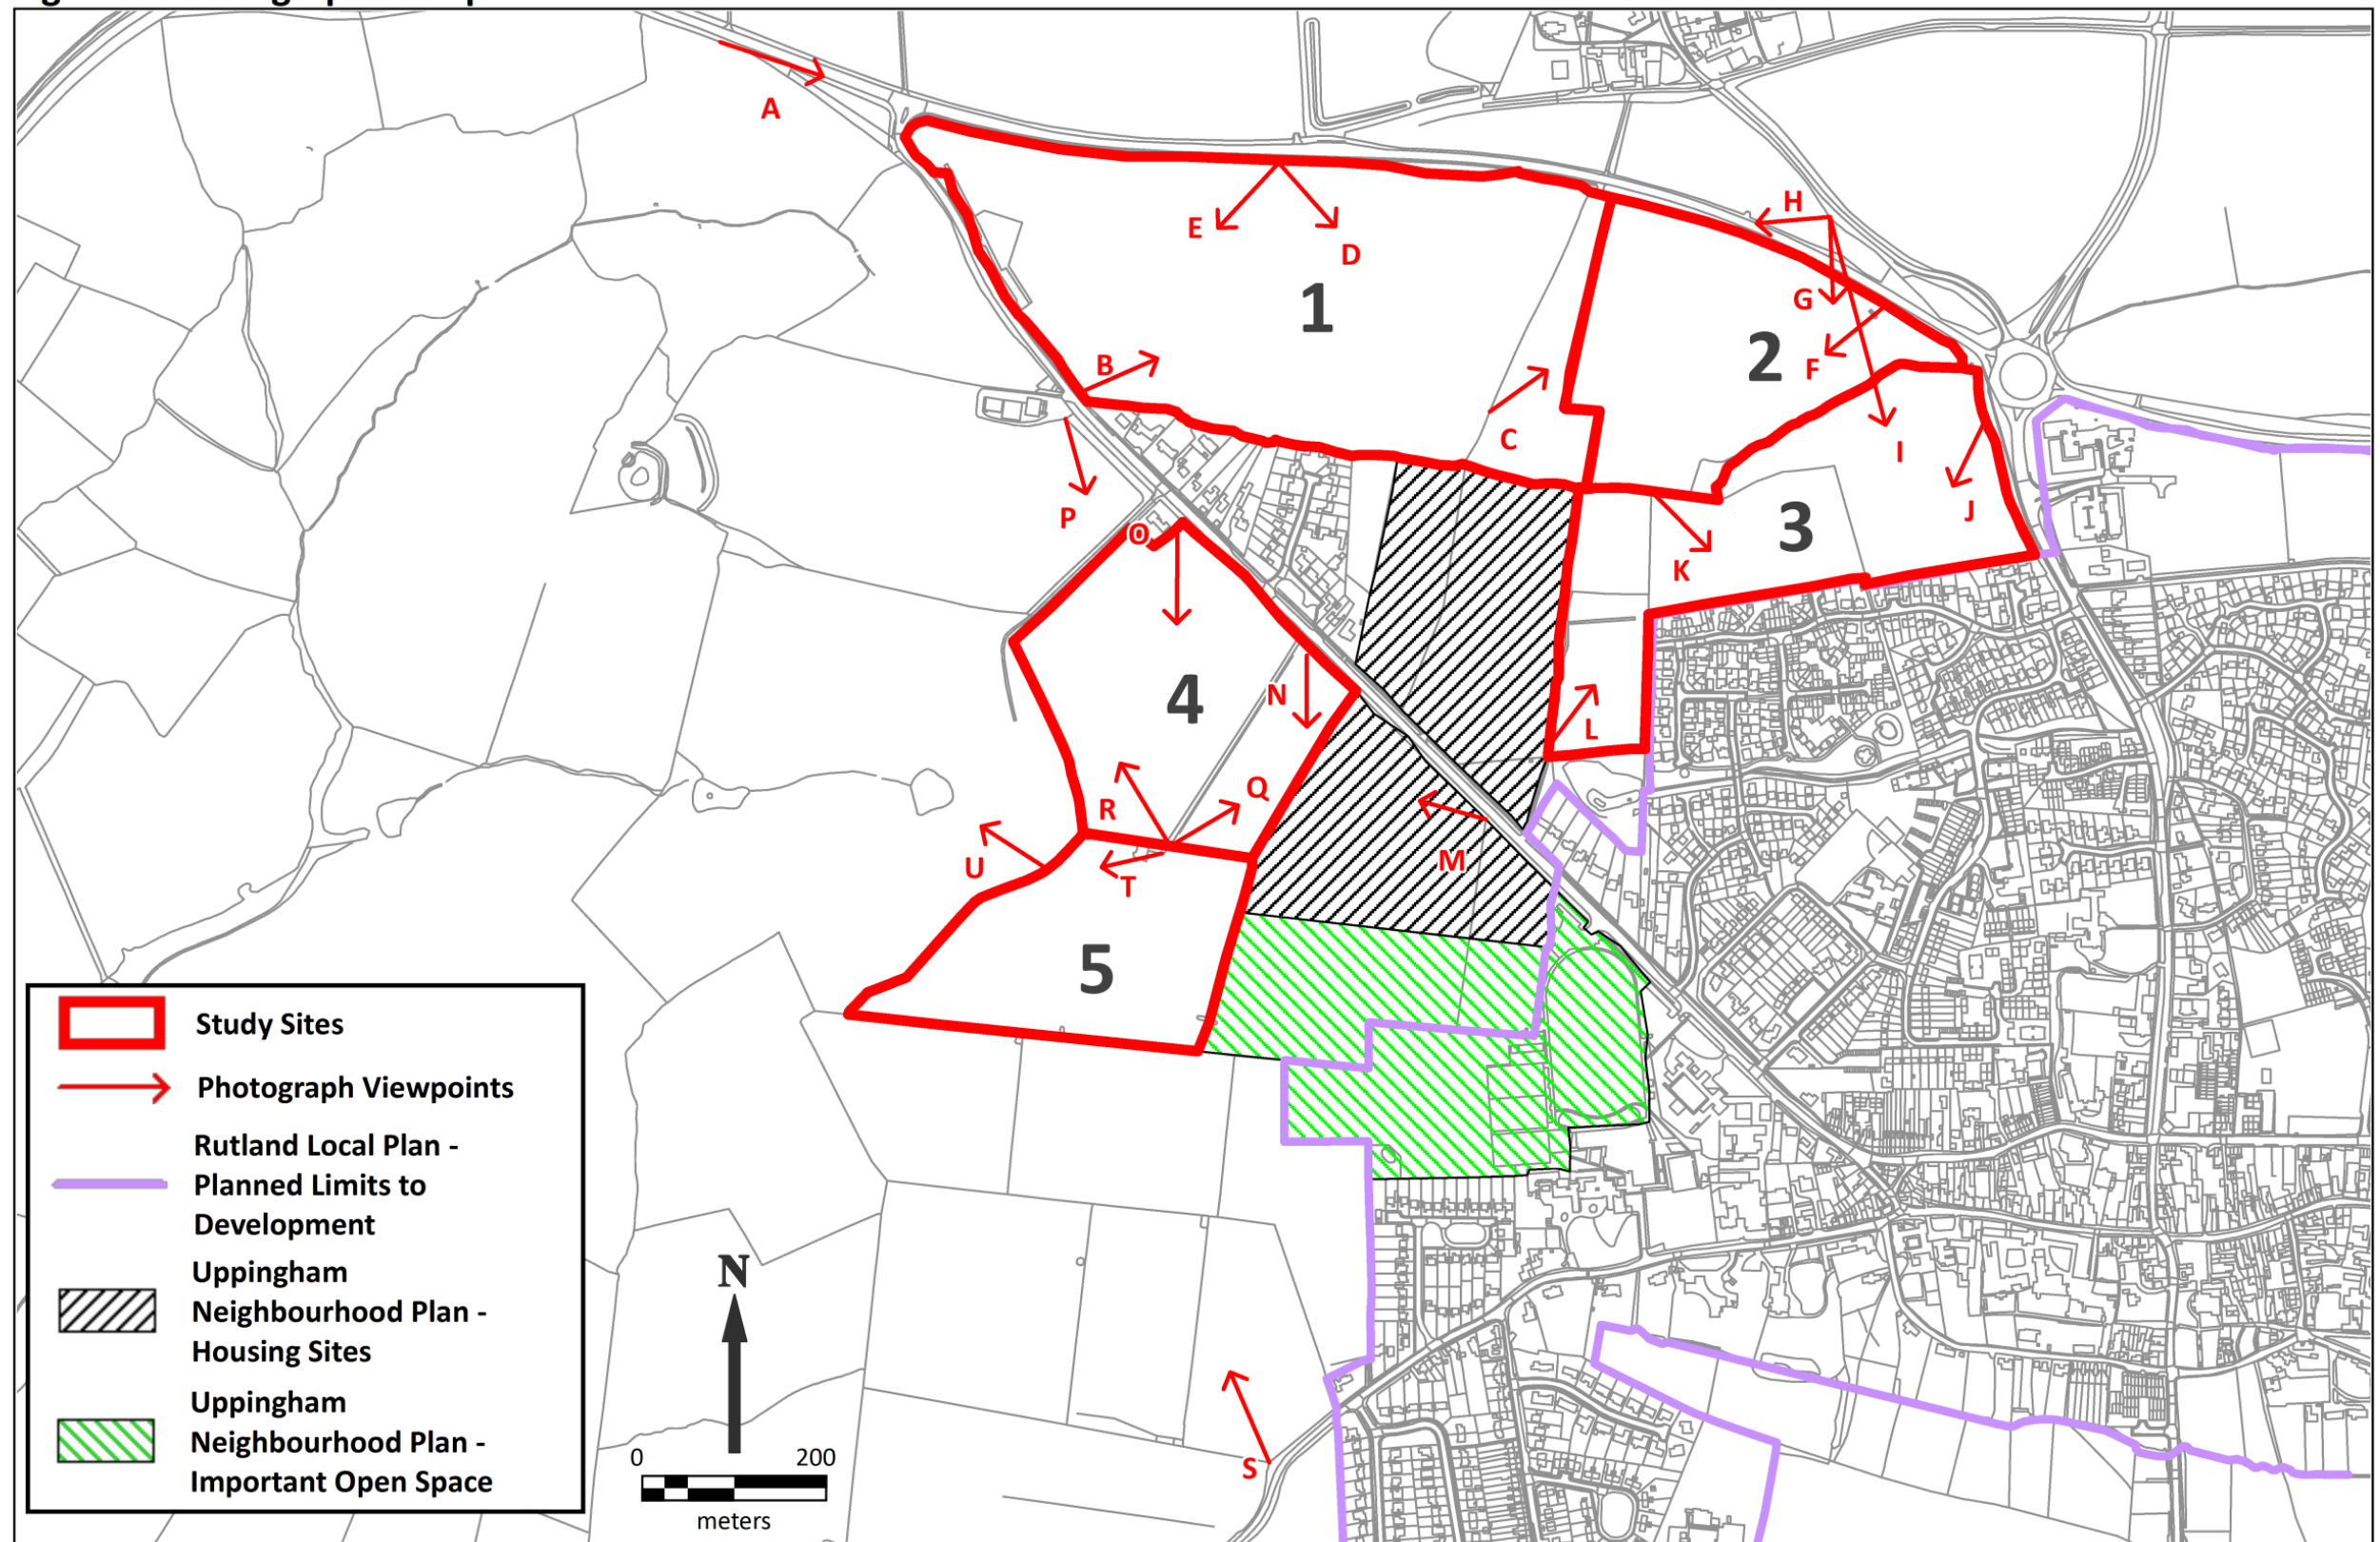 A
H
E
D
G
1
2
F
B
C
I
J
P
O
K
3
4
N
L
R
Q
M
U
T
5
Study Sites
Photograph Viewpoints
Rutland Local Plan -
Planned Limits to
Development
Uppingham
Neighbourhood Plan -
Housing Sites
Uppingham
Neighbourhood Plan -
Important Open Space
N
0 200
meters
S